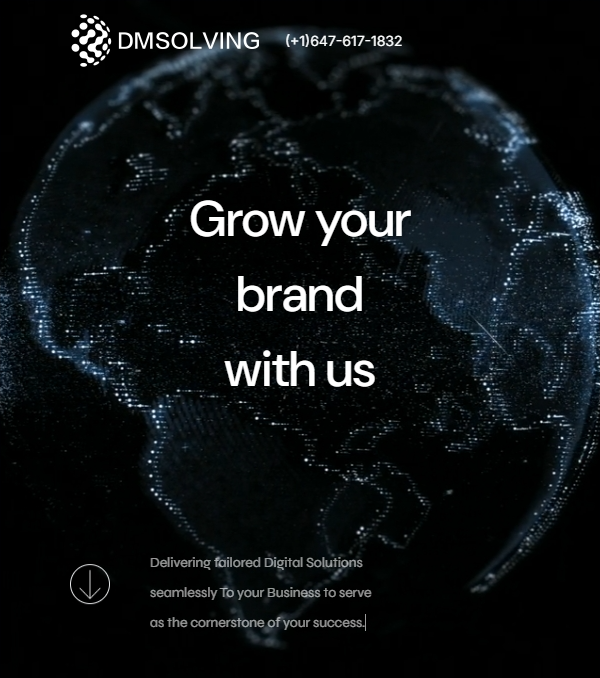 DMSOLVING (+1)647-617-1832
Grow your
brand
with us
Delivering Tailored Digital Solutions
seamlessly To your Business to serve
as the cornerstone of your success.